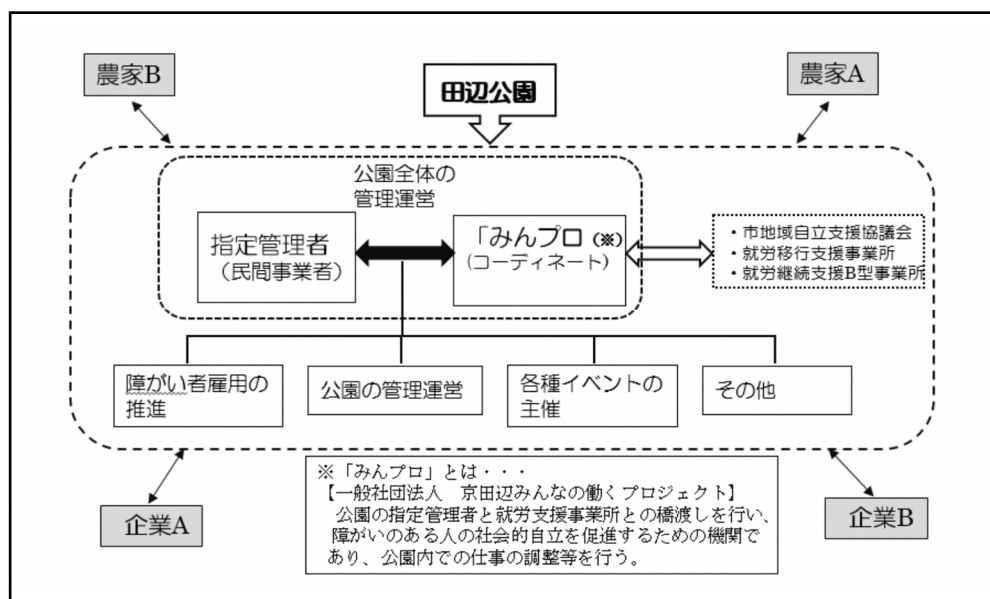 農家B
農家A
田辺公園
公園全体の
管理運営
指定管理者
（民間事業者）
「みんプロ（※）
(コーディネート)
・市地域自立支援協議会
・就労移行支援事業所
・就労継続支援B型事業所
障がい者雇用の
推進
公園の管理運営
各種イベントの
主催
その他
企業A
企業B
※「みんプロ」とは・・・
【一般社団法人　京田辺みんなの働くプロジェクト】
公園の指定管理者と就労支援事業所との橋渡しを行い、
障がいのある人の社会的自立を促進するための機関で
あり、公園内での仕事の調整等を行う。